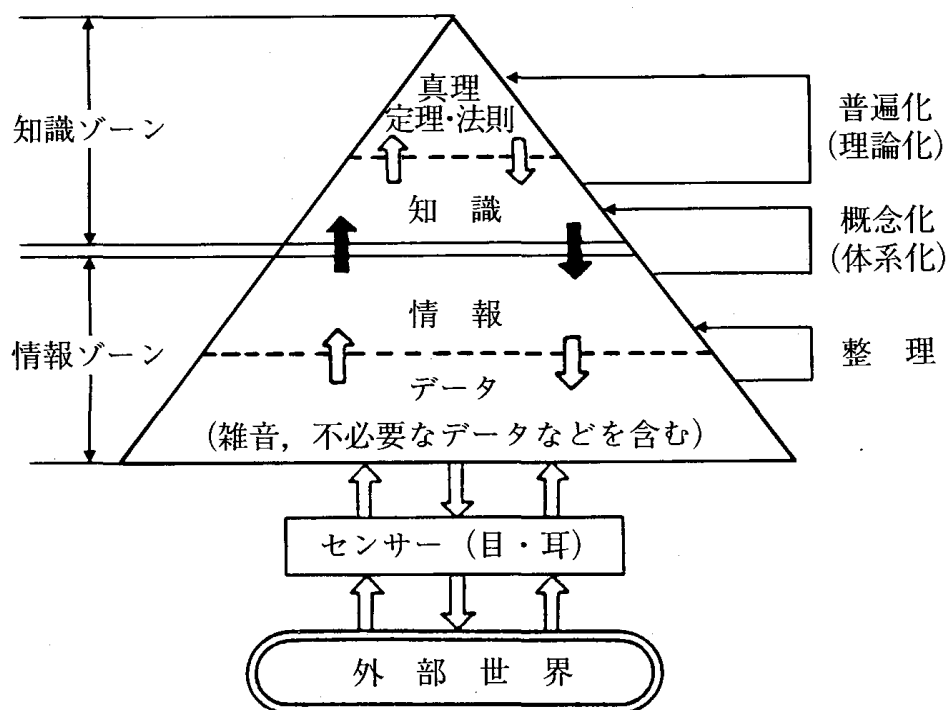 真理
定理・法則
知識ゾーン
普遍化
(理論化)
知 識
概念化
(体系化)
情 報
情報ゾーン
整 理
データ
(雑音，不必要なデータなどを含む)
センサー (目・耳)
外 部 世 界